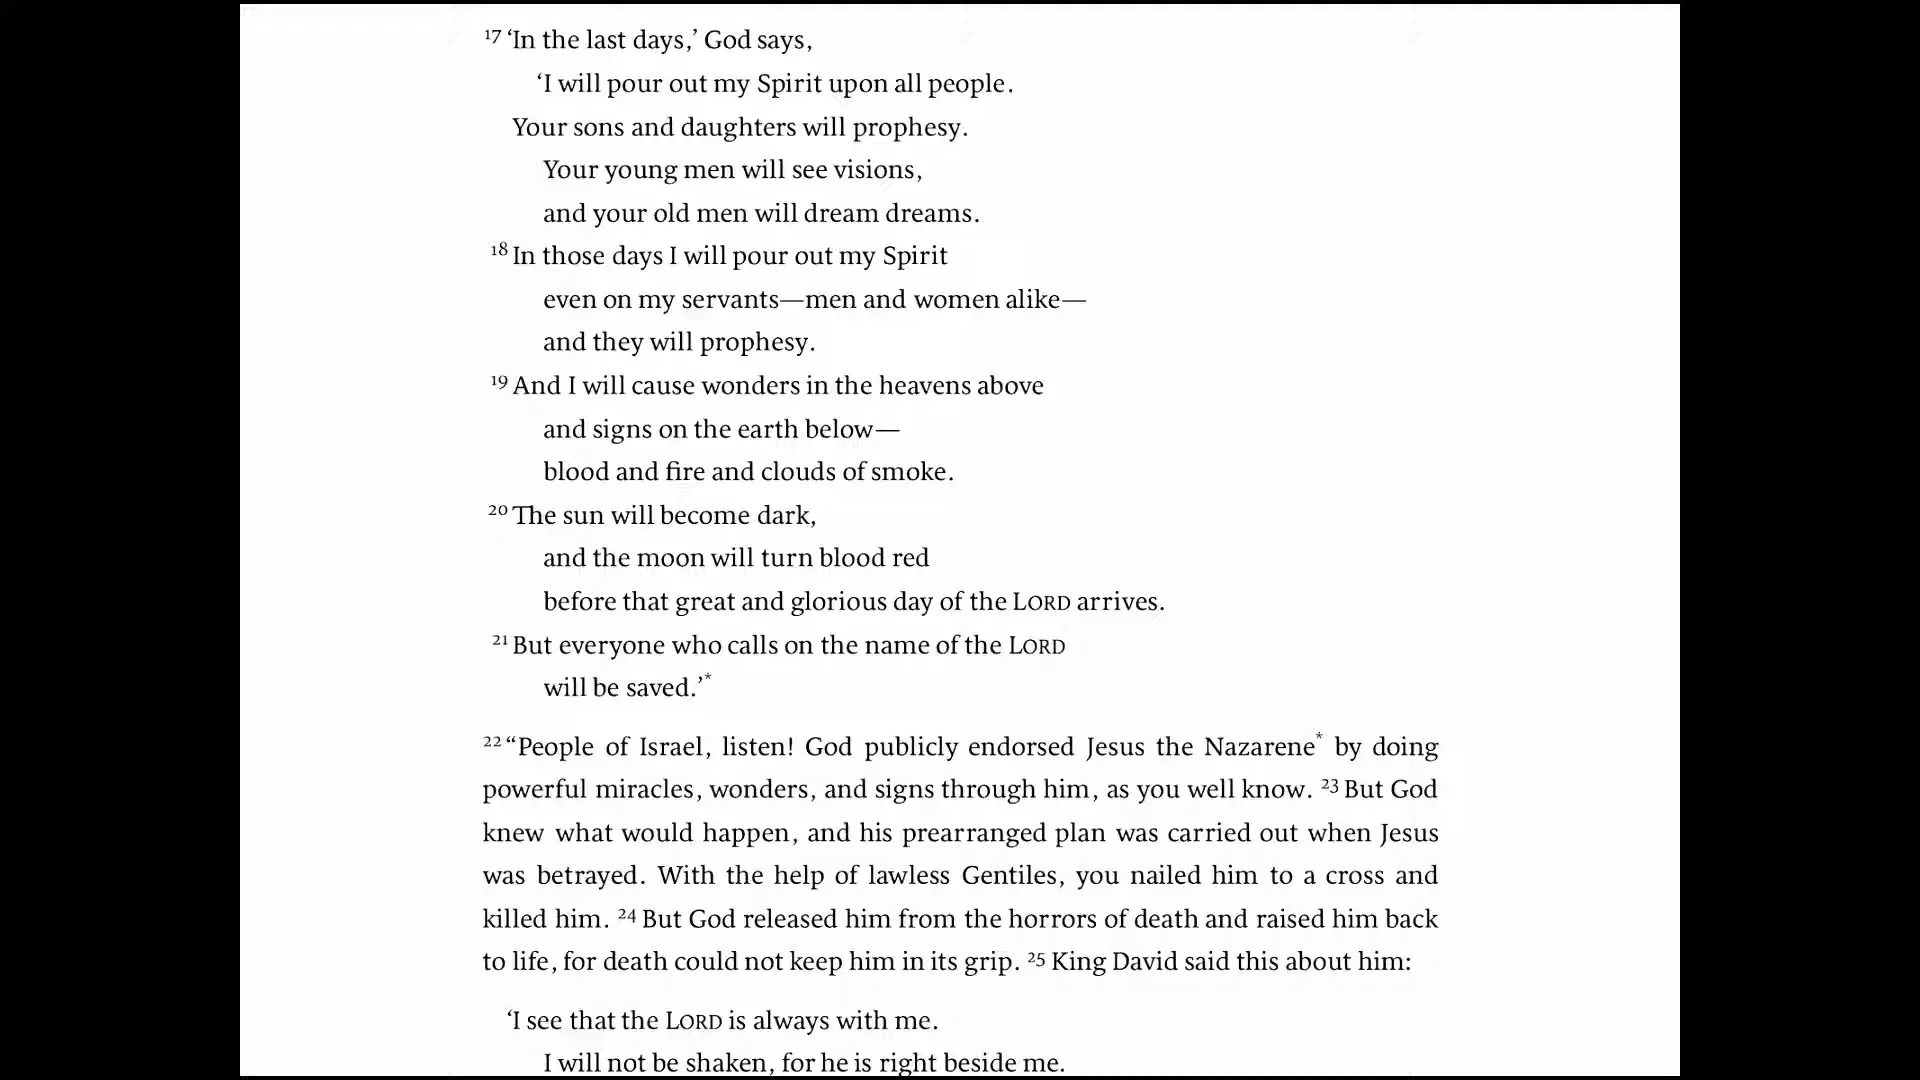 17 ‘In the last days,’ God says,
‘I will pour out my Spirit upon all people.
Your sons and daughters will prophesy.
Your young men will see visions,
and your old men will dream dreams.
18 In those days I will pour out my Spirit
even on my servants—men and women alike—
and they will prophesy.
19 And I will cause wonders in the heavens above
and signs on the earth below—
blood and fire and clouds of smoke.
20 The sun will become dark,
and the moon will turn blood red
before that great and glorious day of the LORD arrives.
21 But everyone who calls on the name of the LORD
will be saved.’*
22 “People of Israel, listen! God publicly endorsed Jesus the Nazarene* by doing
powerful miracles, wonders, and signs through him, as you well know. 23 But God
knew what would happen, and his prearranged plan was carried out when Jesus
was betrayed. With the help of lawless Gentiles, you nailed him to a cross and
killed him. 24 But God released him from the horrors of death and raised him back
to life, for death could not keep him in its grip. 25 King David said this about him:
‘I see that the LORD is always with me.
I will not be shaken, for he is right beside me.